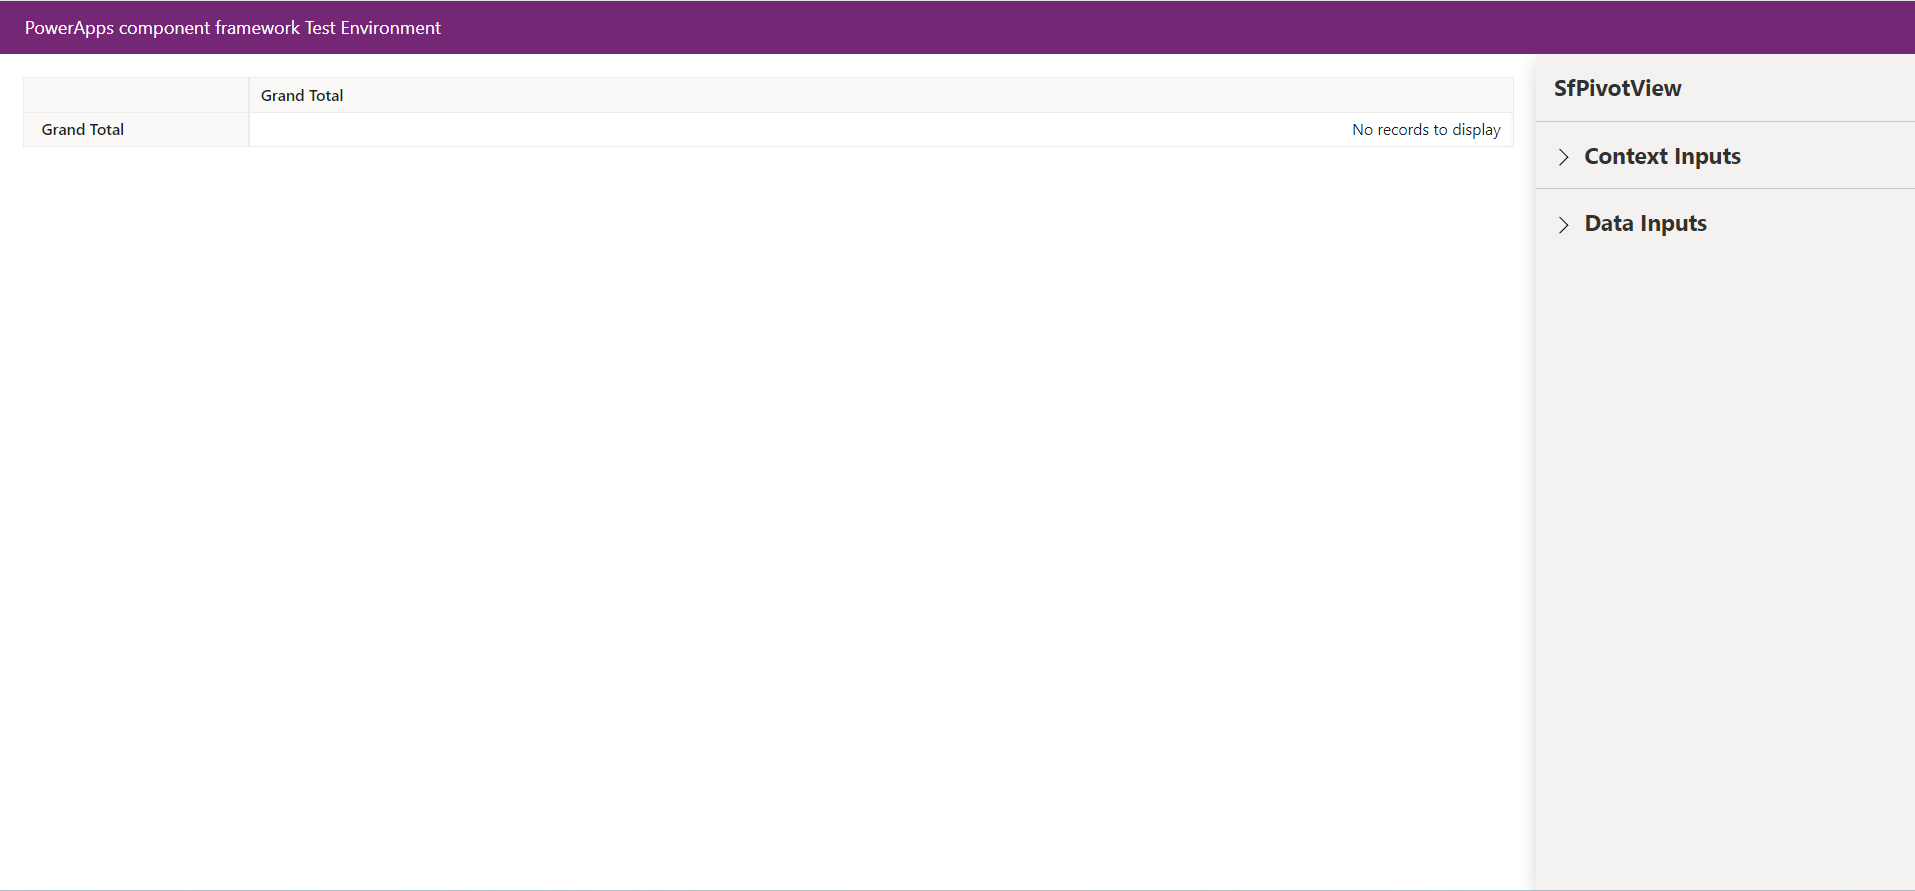 PowerApps component framework Test Environment
Grand Total
Grand Total
No records to display
SfPivotView
Context Inputs
Data Inputs